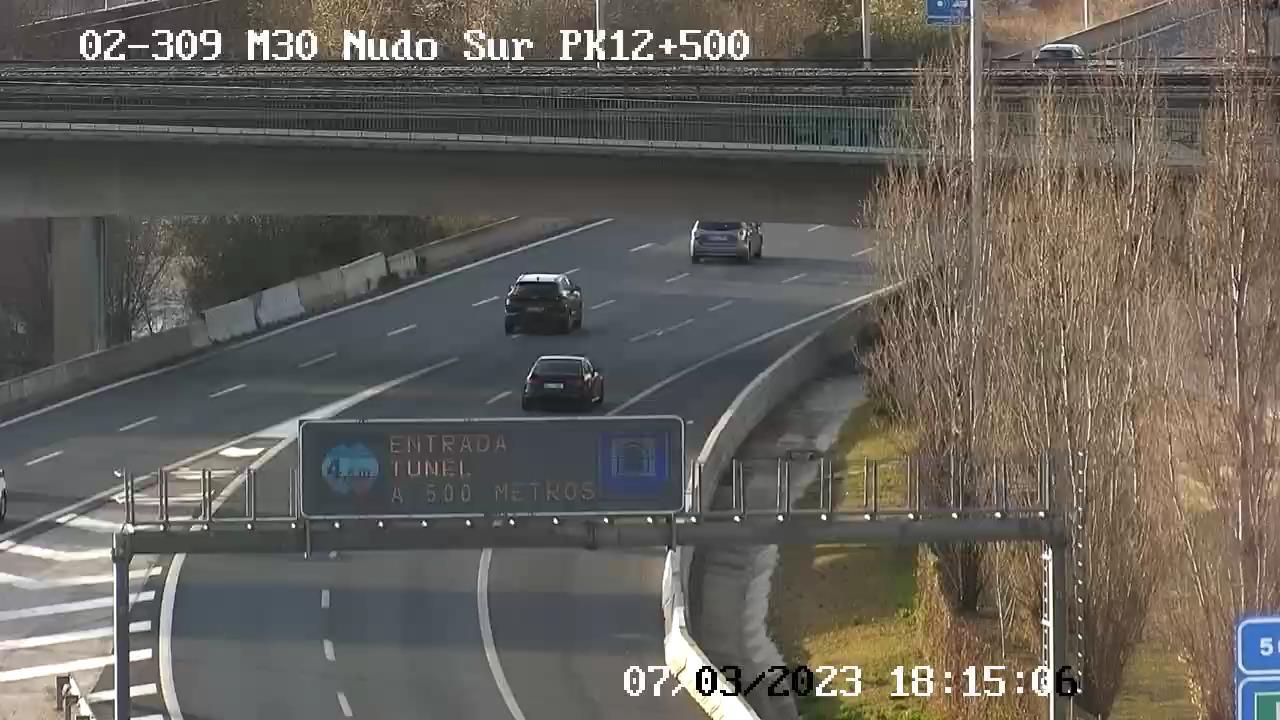 02-309 M30 Nudo Sur PK12+500
ENTRADA
TUNEL
A 500 METROS
07/03/2023 18:15:06